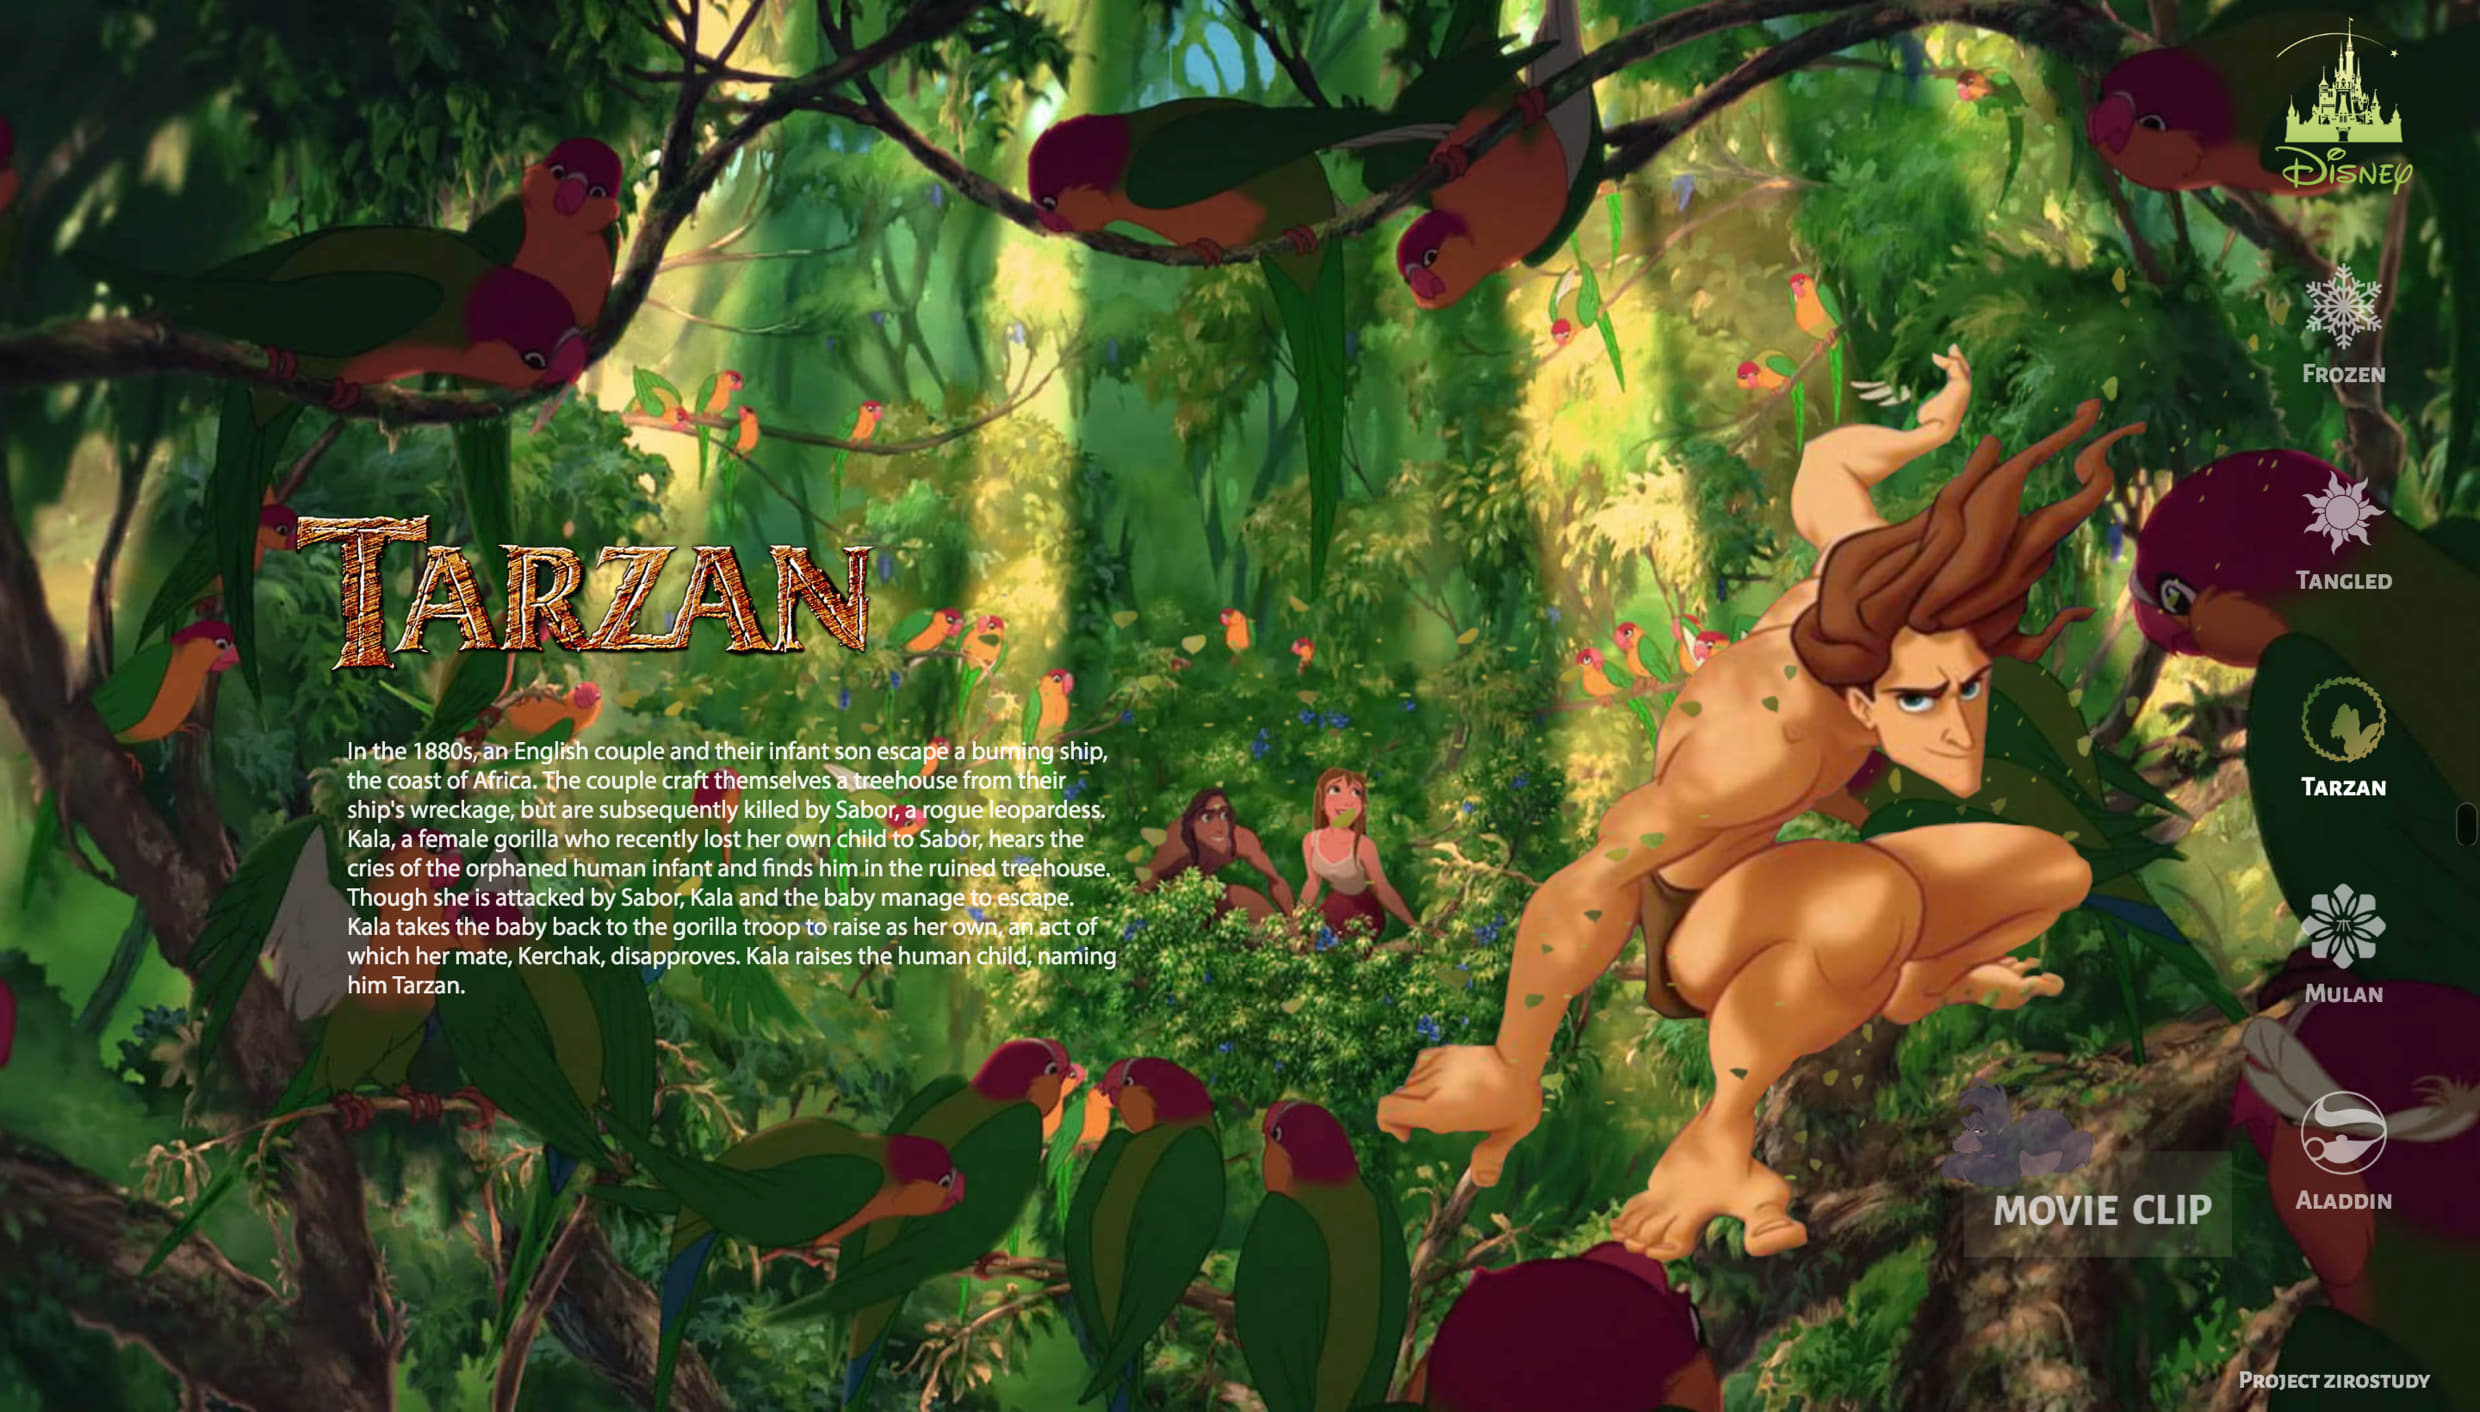 DISNEY
FROZEN
TANGLED
TARZAN
TARZAN
In the 1880s, an English couple and their infant son escape a burning ship,
the coast of Africa. The couple craft themselves a treehouse from their
ship's wreckage, but are subsequently killed by Sabor, a rogue leopardess.
Kala, a female gorilla who recently lost her own child to Sabor, hears the
cries of the orphaned human infant and finds him in the ruined treehouse.
Though she is attacked by Sabor, Kala and the baby manage to escape.
Kala takes the baby back to the gorilla troop to raise as her own, an act of
which her mate, Kerchak, disapproves. Kala raises the human child, naming
him Tarzan.
MULAN
ALADDIN
MOVIE CLIP
PROJECT ZIROSTUDY